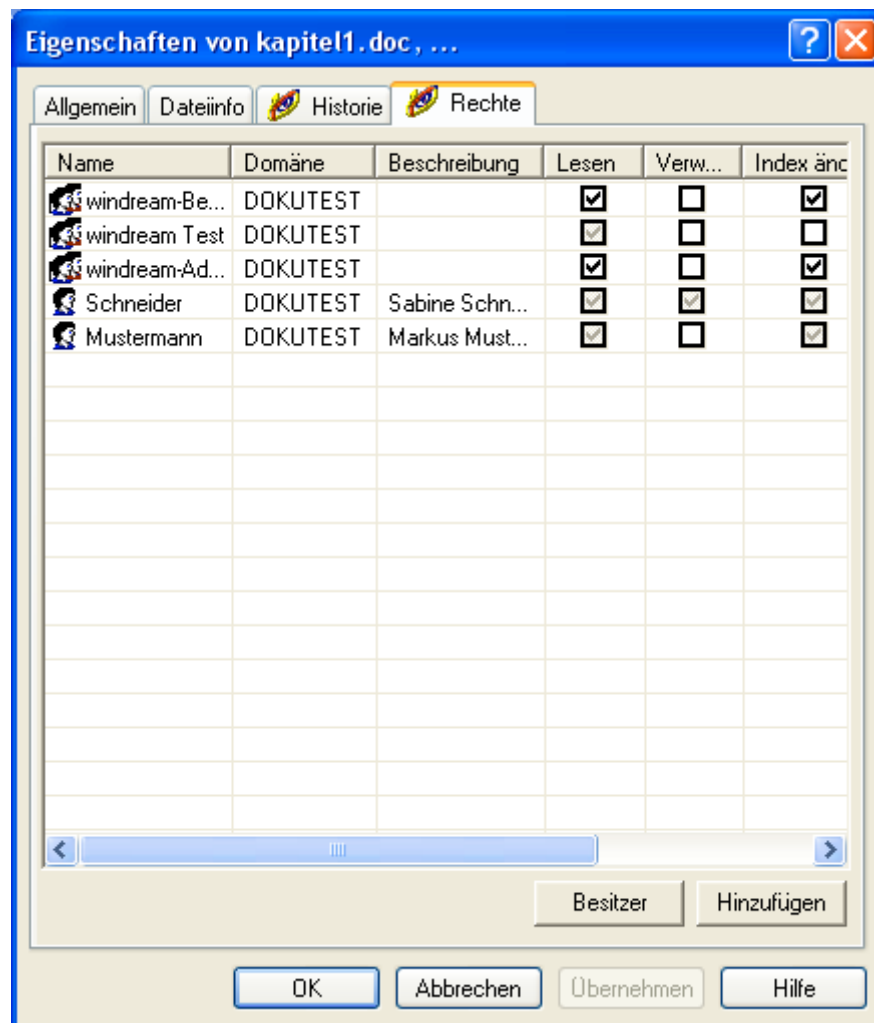 Eigenschaften von kapitel1.doc, ...
Allgemein Dateiinfo Historie Rechte
Name Domäne Beschreibung Lesen Verw... Index änd
windream-Be... DOKUTEST
windream Test DOKUTEST
windream-Ad... DOKUTEST
Schneider DOKUTEST Sabine Schn...
Mustermann DOKUTEST Markus Must...
Besitzer Hinzufügen
OK Abbrechen Übernehmen Hilfe